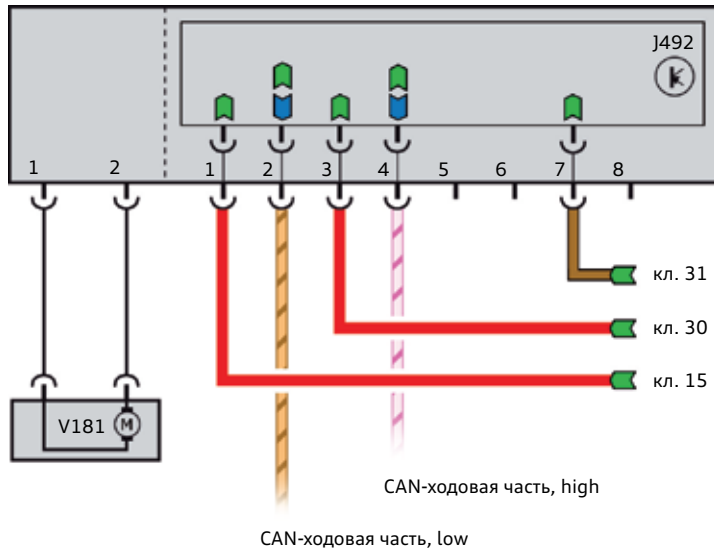 J492
1 2 1 2 3 4 5 6 7 8
кл. 31
кл. 30
кл. 15
V181 M
CAN-ходовая часть, high
CAN-ходовая часть, low